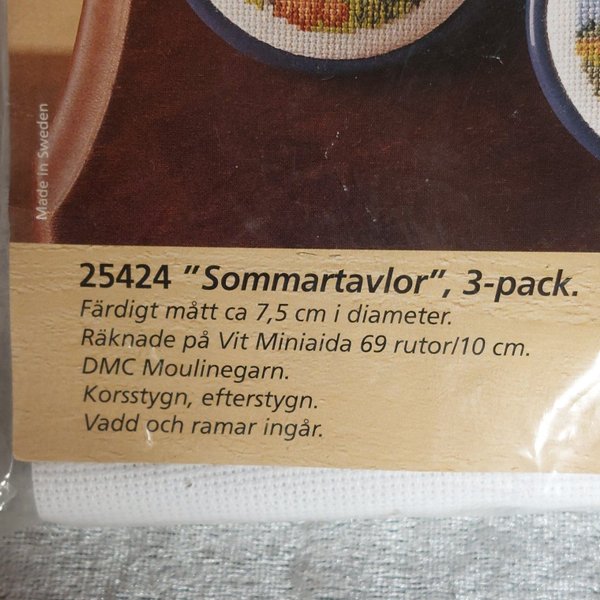 Made in Sweden
25424 "Sommartavlor", 3-pack.
Färdigt mått ca 7,5 cm i diameter.
Räknade på Vit Miniaida 69 rutor/10 cm.
DMC Moulinegarn.
Korsstygn, efterstygn.
Vadd och ramar ingår.